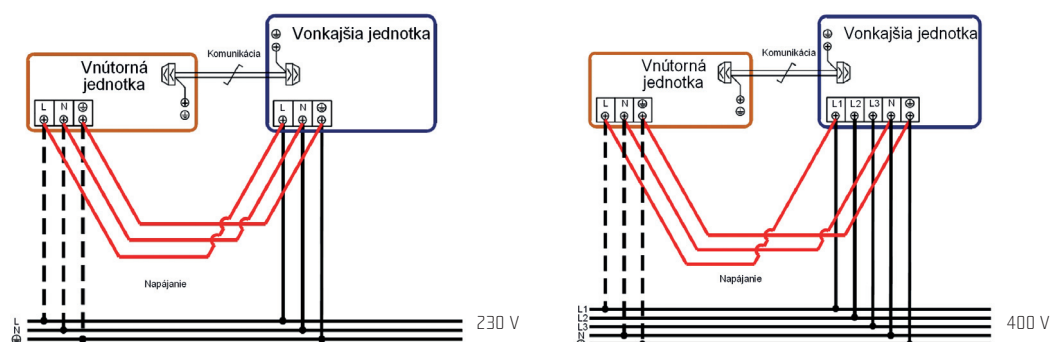 Vonkajšia jednotka
Komunikácia
Vnútorná
jednotka
L N
L N
Napájanie
L
N
230 V
Vonkajšia jednotka
Komunikácia
Vnútorná
jednotka
L N
L1 L2 L3 N
Napájanie
L1
L2
L3
N
400 V